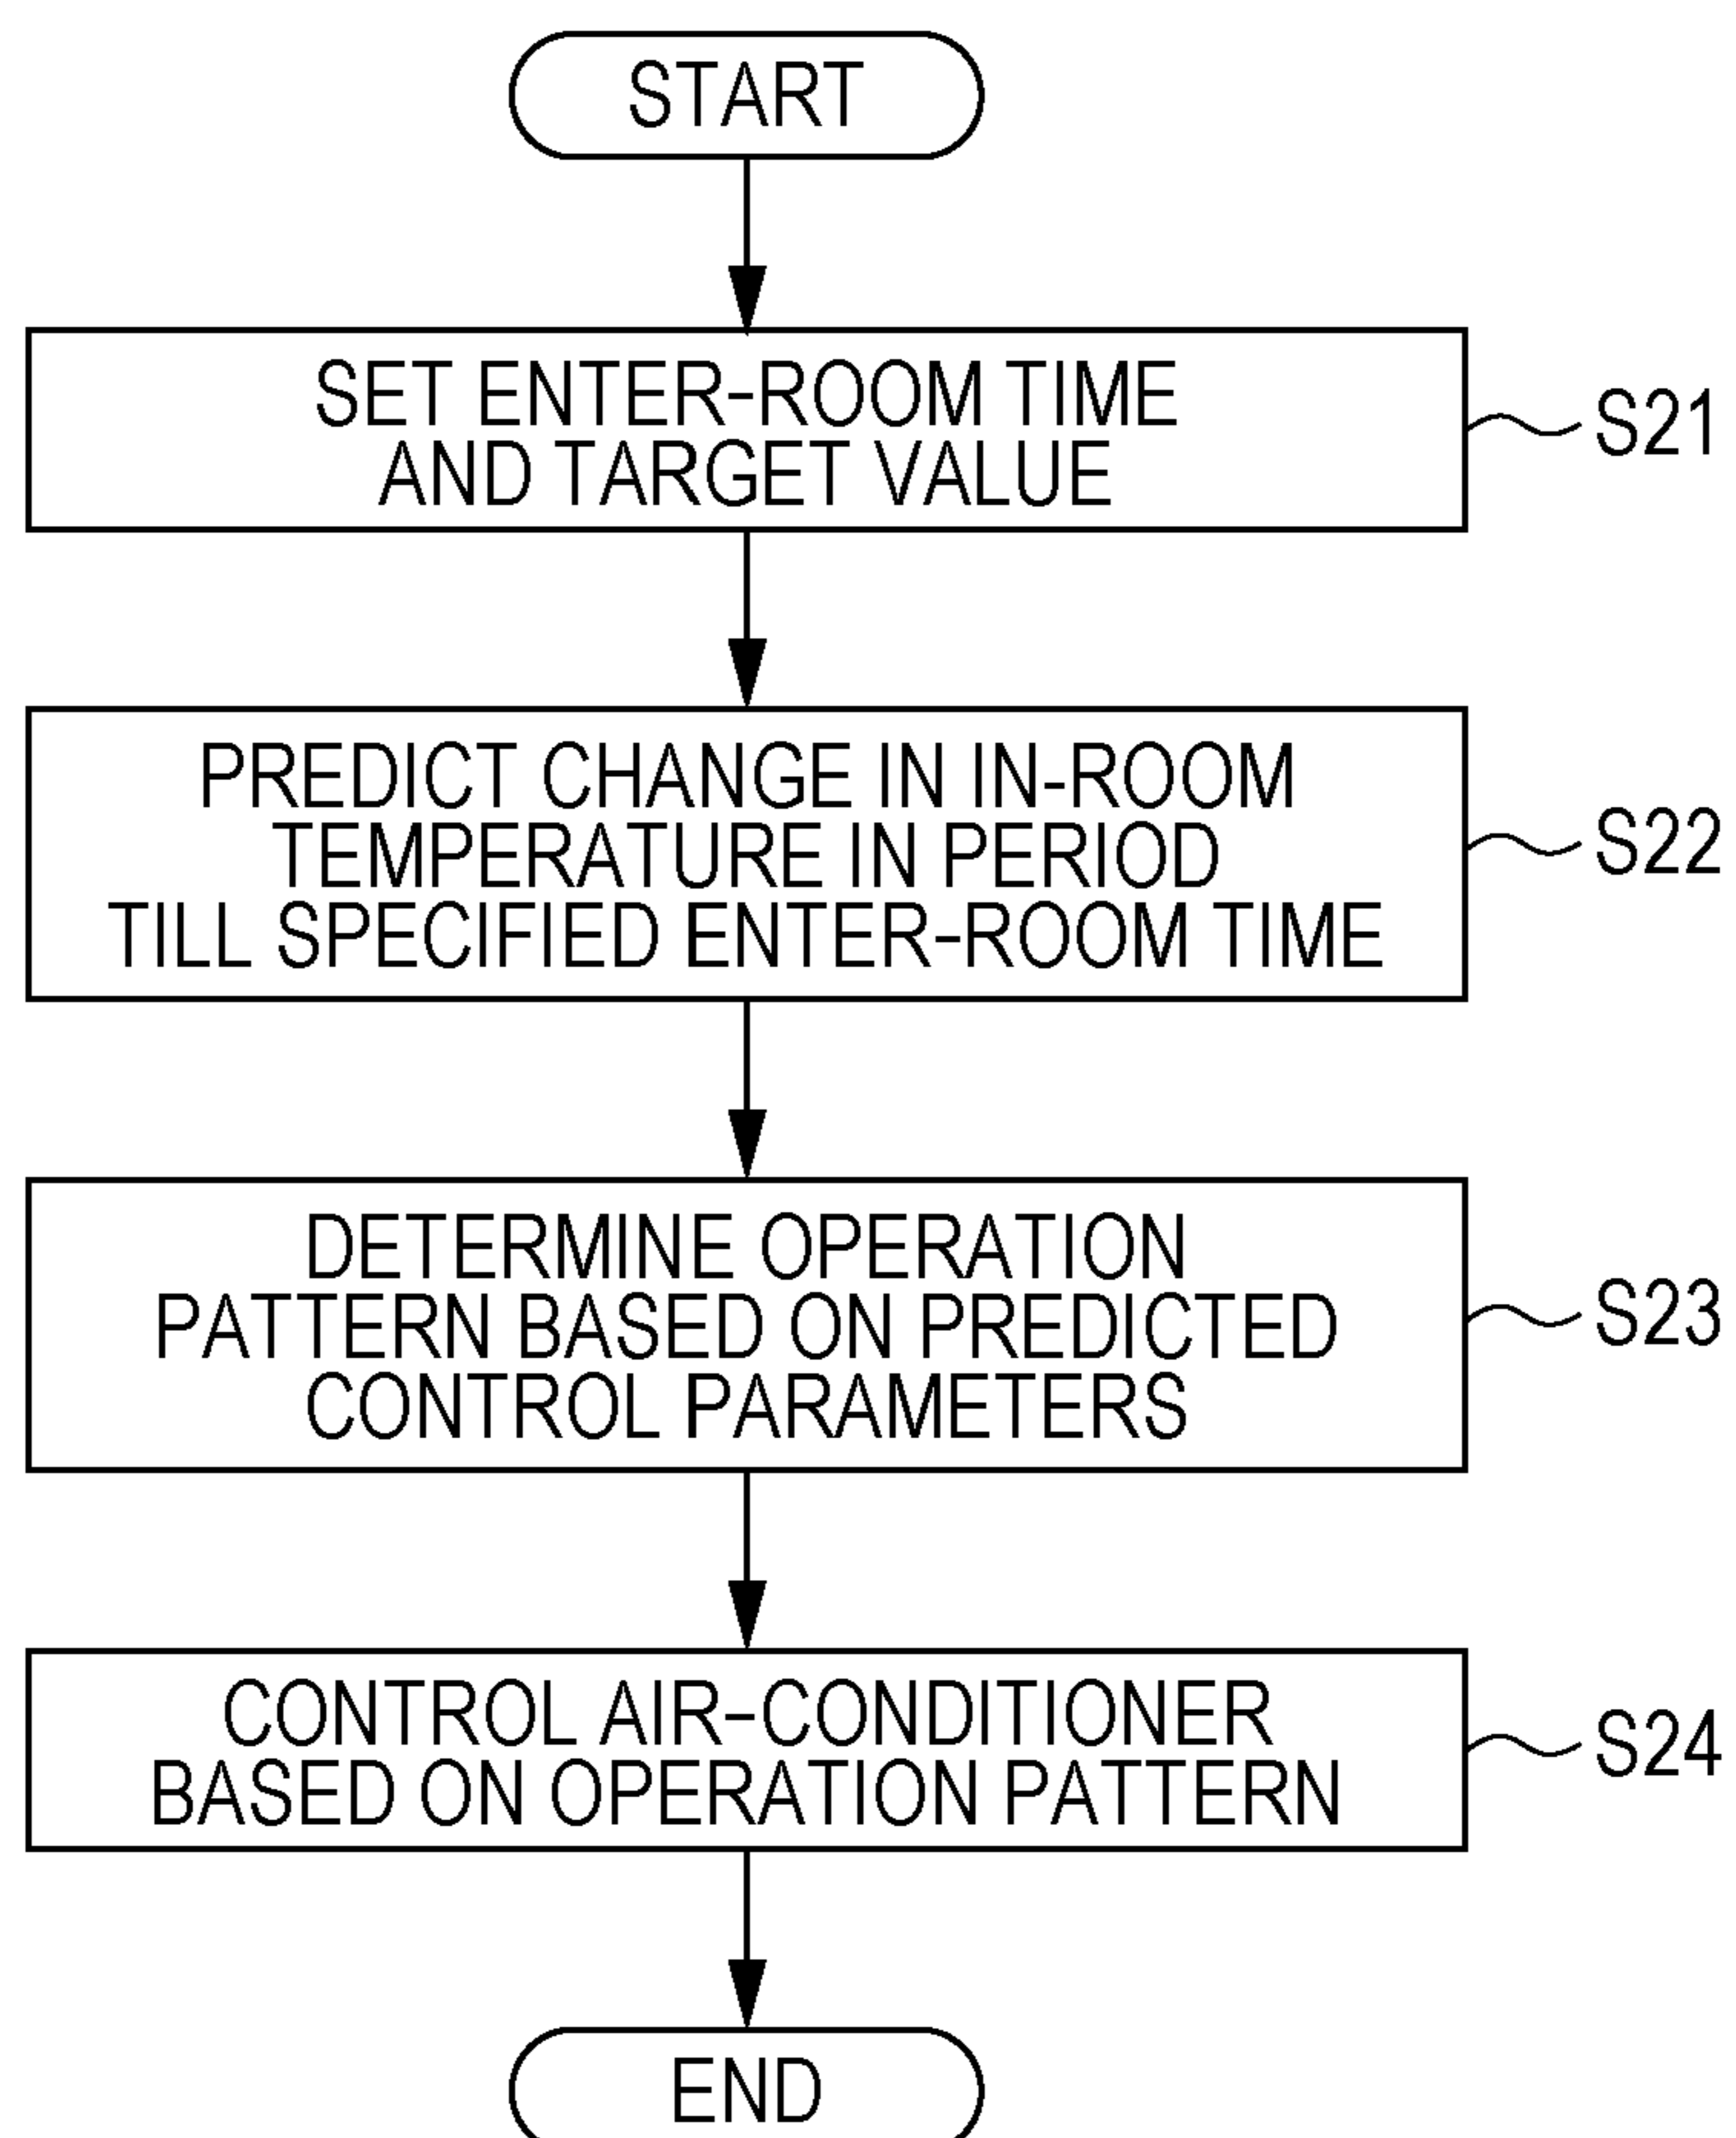 START
SET ENTER-ROOM TIME
AND TARGET VALUE
S21
PREDICT CHANGE IN IN-ROOM
TEMPERATURE IN PERIOD
TILL SPECIFIED ENTER-ROOM TIME
S22
DETERMINE OPERATION
PATTERN BASED ON PREDICTED
CONTROL PARAMETERS
S23
CONTROL AIR-CONDITIONER
BASED ON OPERATION PATTERN
S24
END